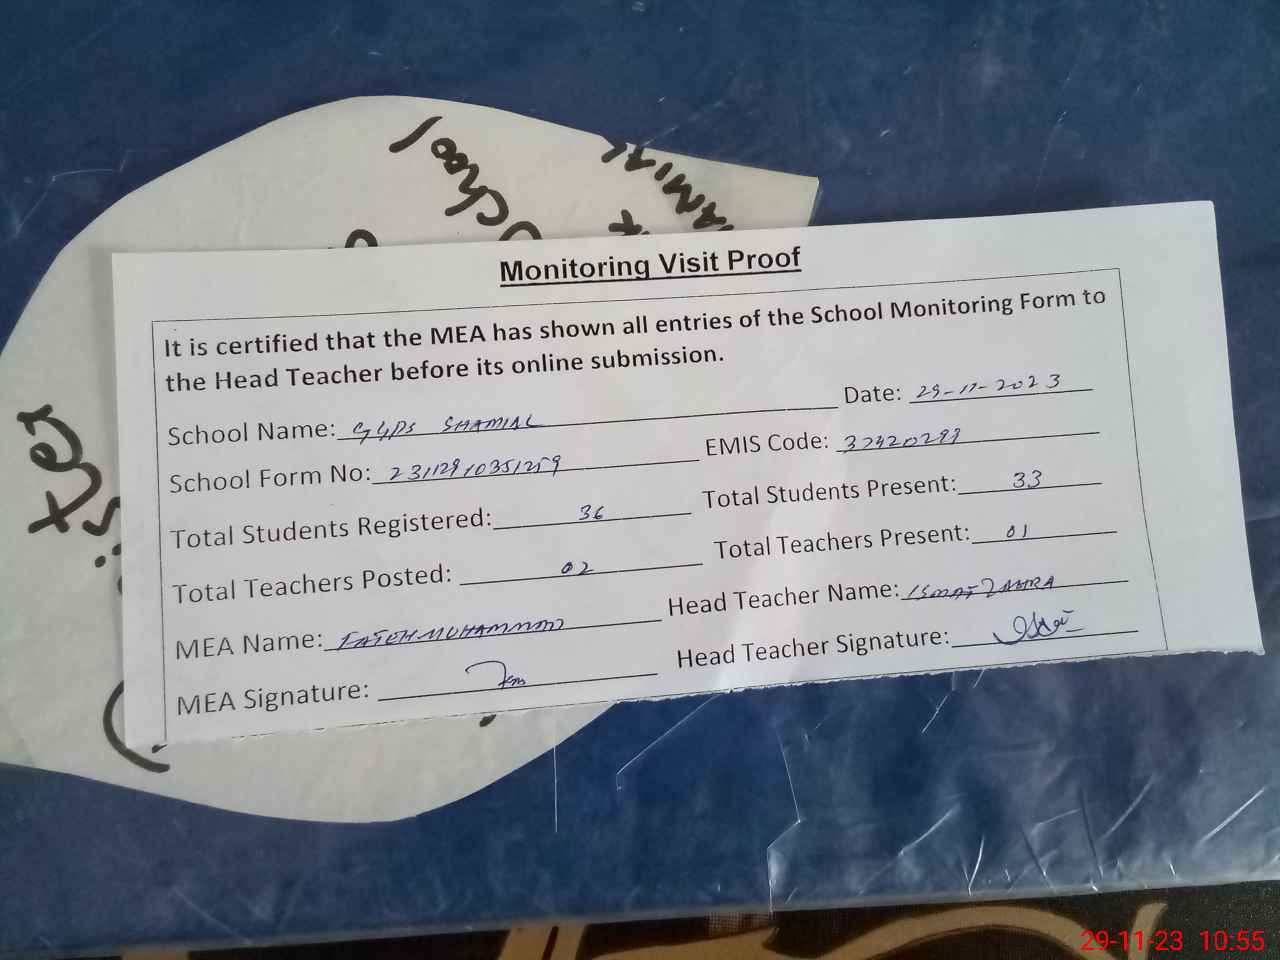 School
SHAMIAL
Monitoring Visit Proof
It is certified that the MEA has shown all entries of the School Monitoring Form to
the Head Teacher before its online submission.
School Name: GGPS SHAMIAL Date: 29-11-2023
School Form No: 23112910351259 EMIS Code:
Total Students Registered: 36 Total Students Present: 33
Total Teachers Posted: 02 Total Teachers Present: 01
MEA Name: FATEH MUHAMMAD Head Teacher Name: ISMAT ZAHRA
MEA Signature: Head Teacher Signature:
29-11-23 10:55